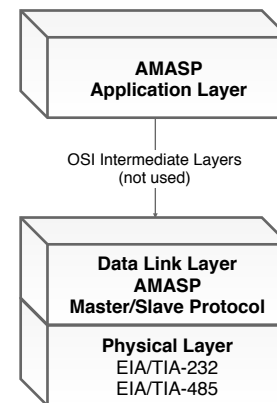 AMASP
Application Layer
OSI Intermediate Layers
(not used)
Data Link Layer
AMASP
Master/Slave Protocol
Physical Layer
EIA/TIA-232
EIA/TIA-485